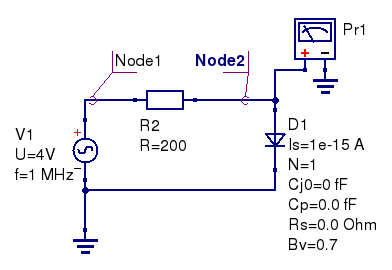 Pr1
Node1
Node2
+
-
V1
+
U=4V
f=1 MHz
-
R2
R=200
D1
Is=1e-15 A
N=1
Cj0=0 fF
Cp=0.0 fF
Rs=0.0 Ohm
Bv=0.7